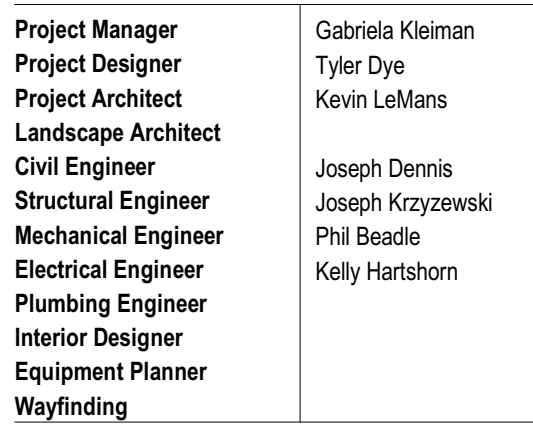 Project Manager Gabriela Kleiman
Project Designer Tyler Dye
Project Architect Kevin LeMans
Landscape Architect
Civil Engineer Joseph Dennis
Structural Engineer Joseph Krzyzewski
Mechanical Engineer Phil Beadle
Electrical Engineer Kelly Hartshorn
Plumbing Engineer
Interior Designer
Equipment Planner
Wayfinding